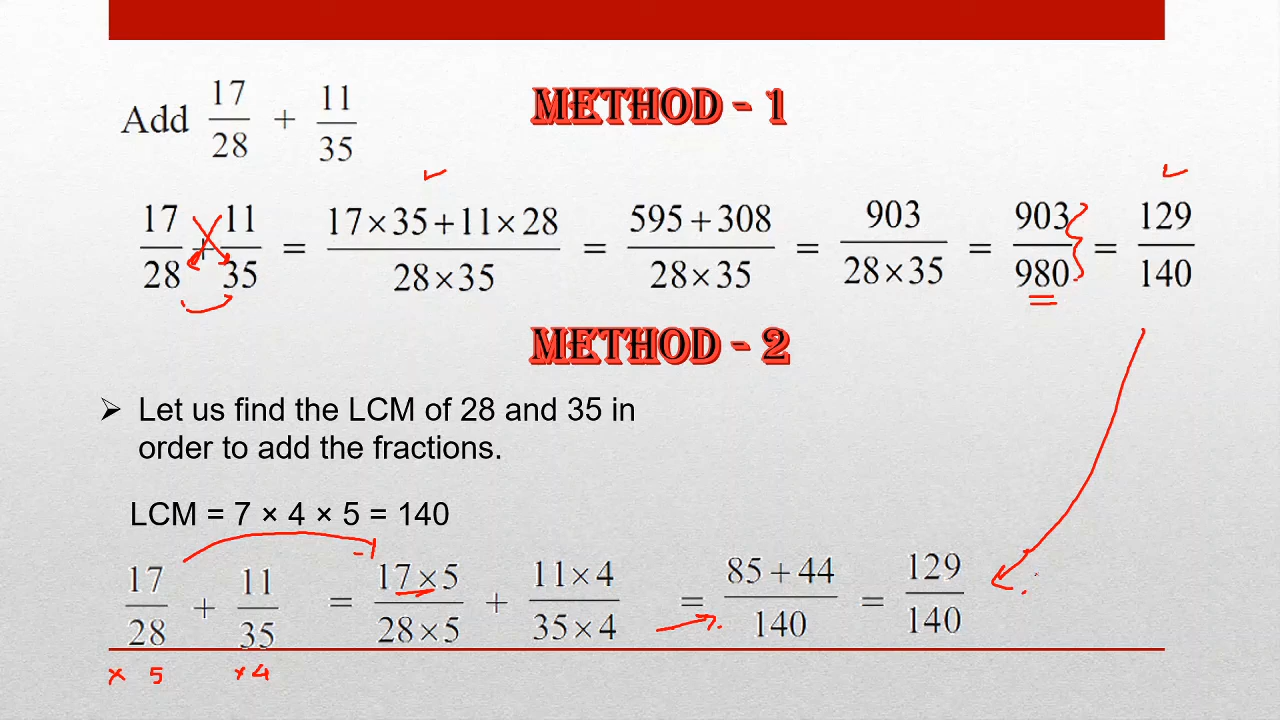 Add 17/28 + 11/35
METHOD - 1
17/28 + 11/35 = (17×35+11×28)/(28×35) = (595+308)/(28×35) = 903/(28×35) = 903/980 = 129/140
METHOD - 2
➢ Let us find the LCM of 28 and 35 in
order to add the fractions.
LCM = 7 × 4 × 5 = 140
17/28 + 11/35 = (17×5)/(28×5) + (11×4)/(35×4) = (85+44)/140 = 129/140
× 5 ×4